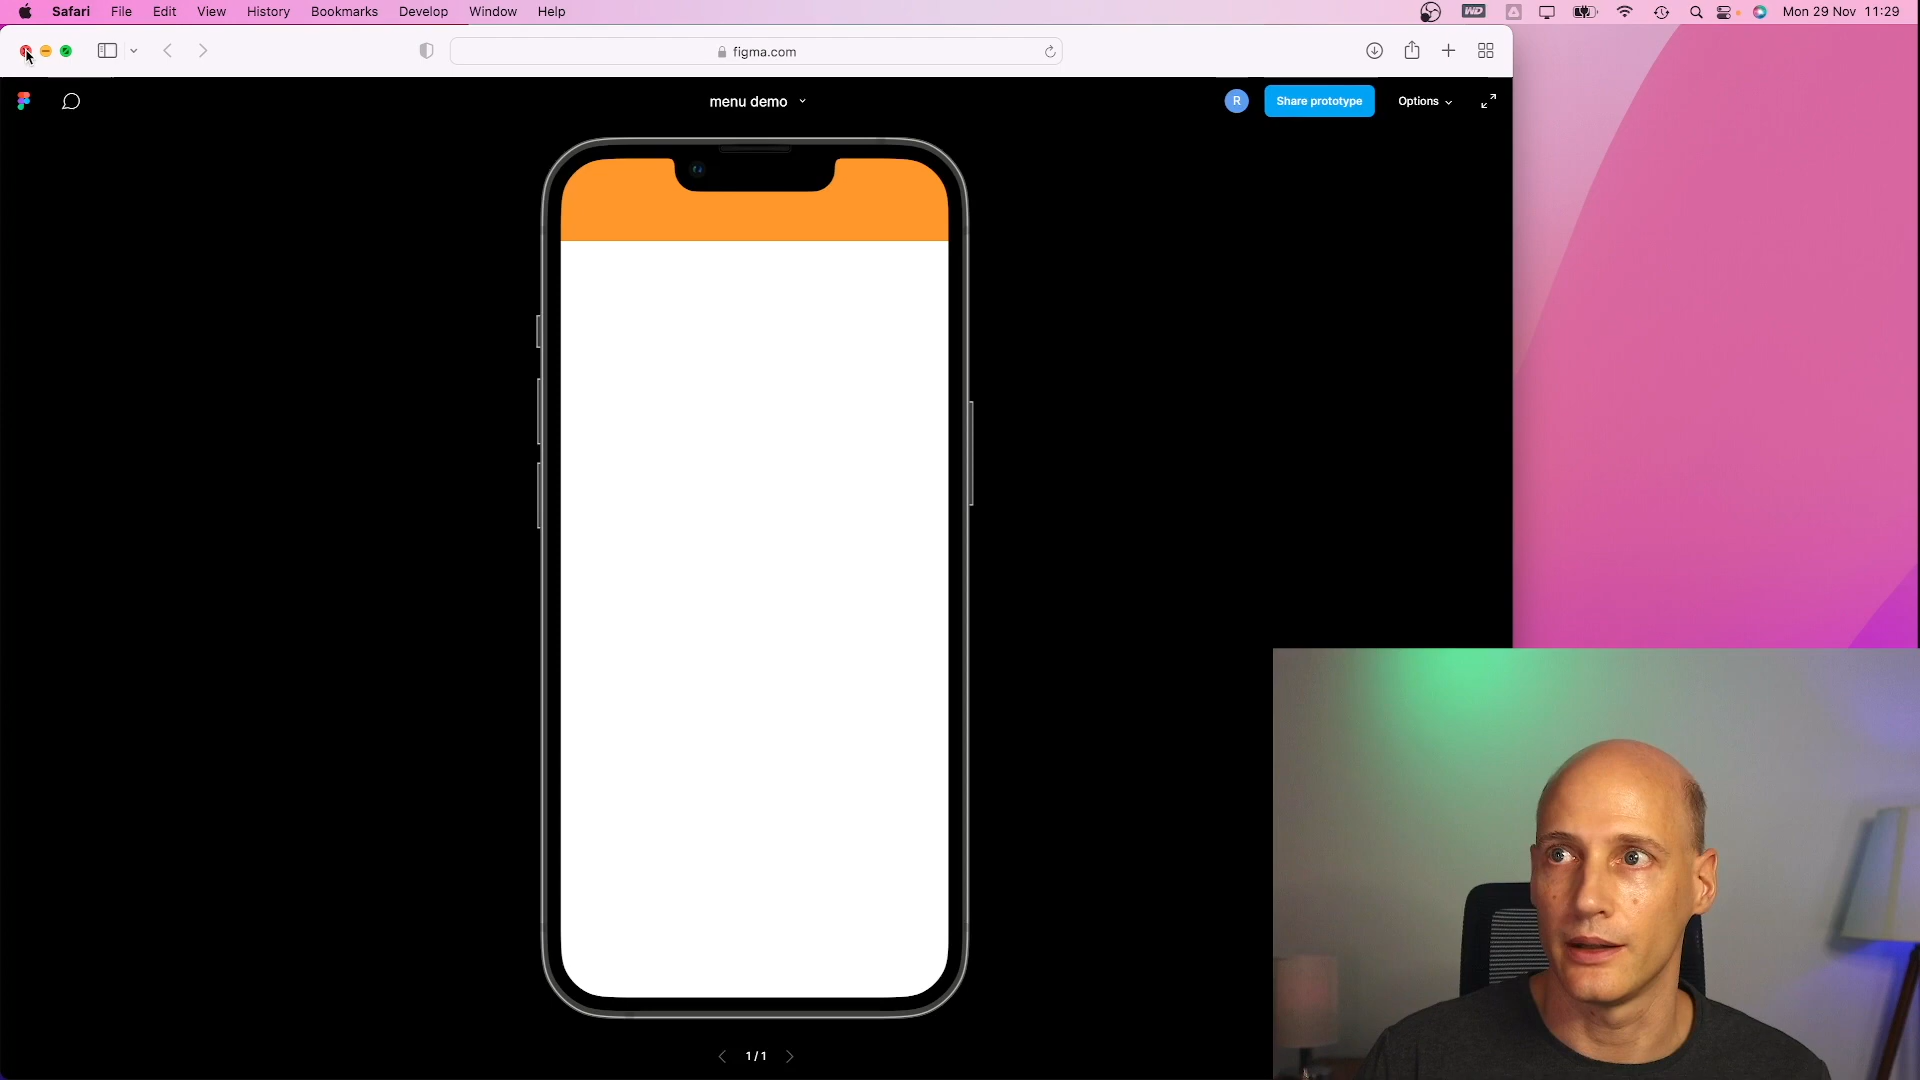 Safari File Edit View History Bookmarks Develop Window Help WD Mon 29 Nov 11:29
figma.com
menu demo R Share prototype Options
1 / 1